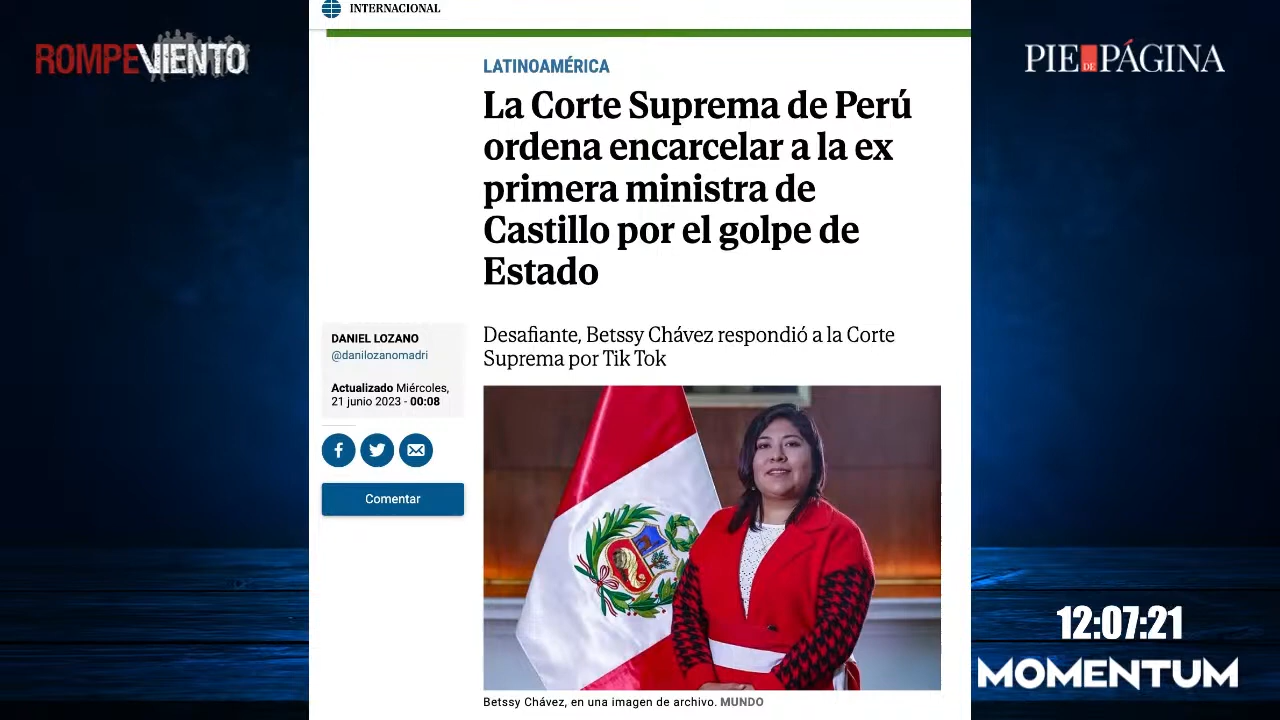 INTERNACIONAL
ROMPEVIENTO
PIE DE PÁGINA
LATINOAMÉRICA
La Corte Suprema de Perú
ordena encarcelar a la ex
primera ministra de
Castillo por el golpe de
Estado
DANIEL LOZANO
@danilozanomadri
Actualizado Miércoles,
21 junio 2023 - 00:08
Comentar
Desafiante, Betssy Chávez respondió a la Corte
Suprema por Tik Tok
Betssy Chávez, en una imagen de archivo. MUNDO
12:07:21
MOMENTUM